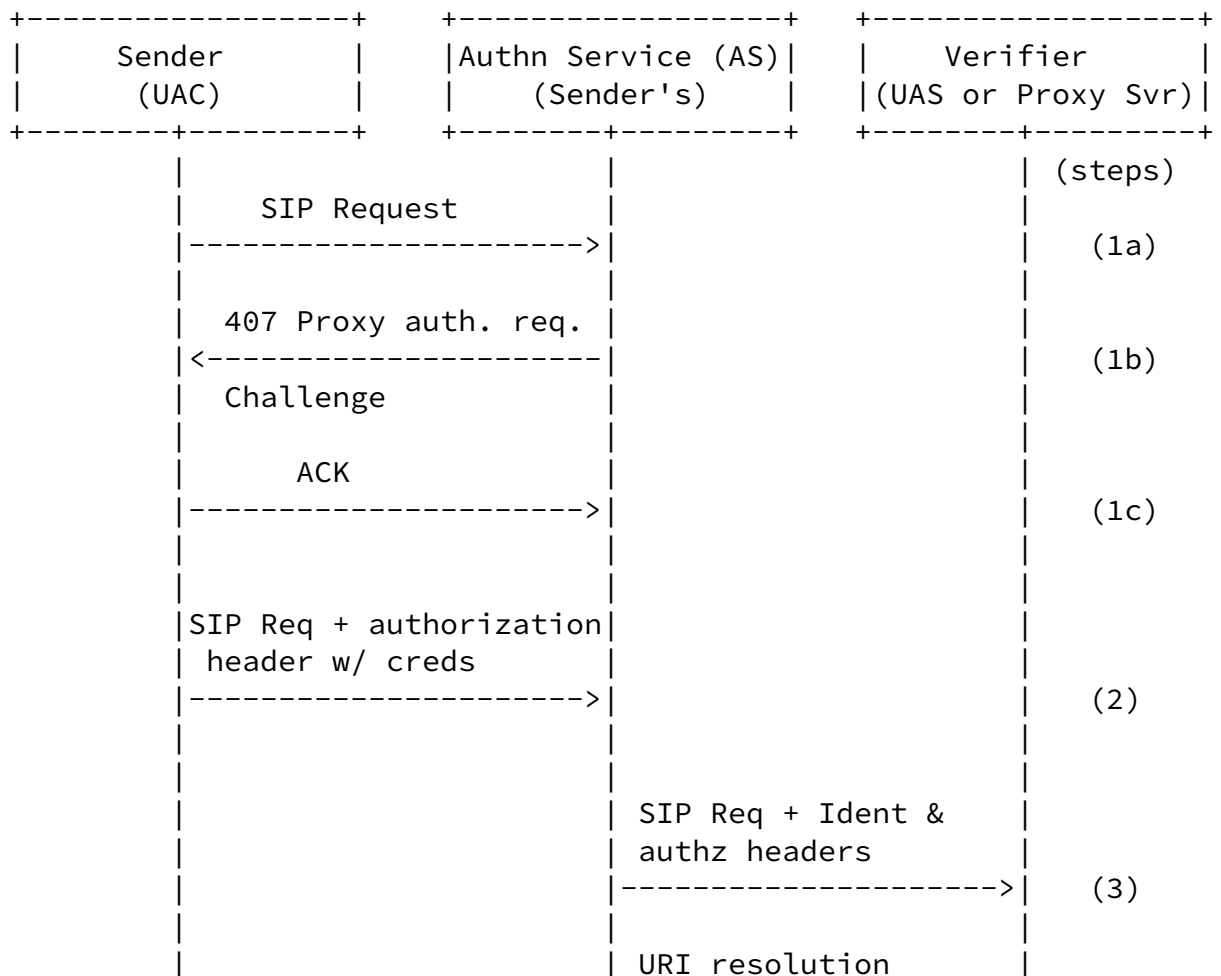 +------------------+    +------------------+   +------------------+
|     Sender       |    |Authn Service (AS)|   |    Verifier      |
|      (UAC)       |    |    (Sender's)    |   |(UAS or Proxy Svr)|
+--------+---------+    +--------+---------+   +--------+---------+
|                       |                      | (steps)
|    SIP Request        |                      |
|---------------------->|                      |   (1a)
|                       |                      |
|  407 Proxy auth. req. |                      |
|<----------------------|                      |   (1b)
|  Challenge            |                      |
|                       |                      |
|      ACK              |                      |
|---------------------->|                      |   (1c)
|                       |                      |
|                       |                      |
|SIP Req + authorization|                      |
| header w/ creds       |                      |
|---------------------->|                      |   (2)
|                       |                      |
|                       |                      |
|                       | SIP Req + Ident &    |
|                       | authz headers        |
|                       |--------------------->|   (3)
|                       |                      |
|                       | URI resolution       |